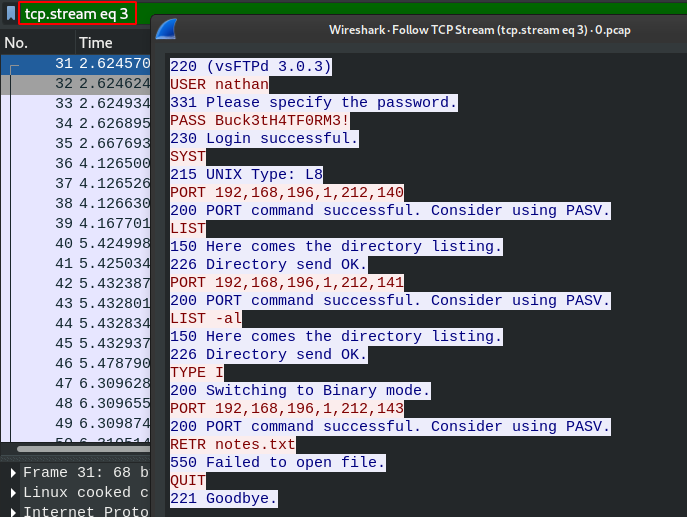 tcp.stream eq 3
No. Time
31 2.624570
32 2.624624
33 2.624934
34 2.626895
35 2.667693
36 4.126500
37 4.126526
38 4.126630
39 4.167701
40 5.424998
41 5.425034
42 5.432387
43 5.432801
44 5.432834
45 5.432937
46 5.478790
47 6.309628
48 6.309655
49 6.309874
Frame 31: 68 b
Linux cooked c
Internet Proto
Wireshark · Follow TCP Stream (tcp.stream eq 3) · 0.pcap
220 (vsFTPd 3.0.3)
USER nathan
331 Please specify the password.
PASS Buck3tH4TF0RM3!
230 Login successful.
SYST
215 UNIX Type: L8
PORT 192,168,196,1,212,140
200 PORT command successful. Consider using PASV.
LIST
150 Here comes the directory listing.
226 Directory send OK.
PORT 192,168,196,1,212,141
200 PORT command successful. Consider using PASV.
LIST -al
150 Here comes the directory listing.
226 Directory send OK.
TYPE I
200 Switching to Binary mode.
PORT 192,168,196,1,212,143
200 PORT command successful. Consider using PASV.
RETR notes.txt
550 Failed to open file.
QUIT
221 Goodbye.